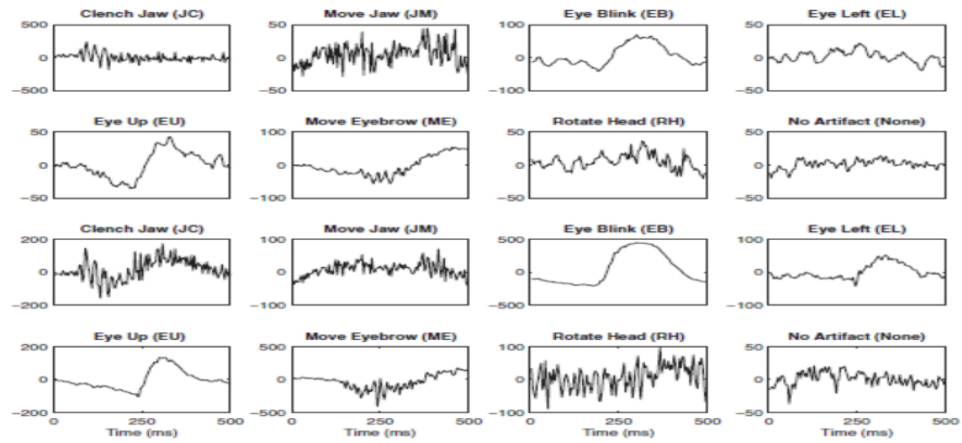 Clench Jaw (JC) Move Jaw (JM) Eye Blink (EB) Eye Left (EL)
500 50 100 50
0 0 0 0
−500 −50 −100 −50
Eye Up (EU) Move Eyebrow (ME) Rotate Head (RH) No Artifact (None)
50 100 50 50
0 0 0 0
−50 −100 −50 −50
Clench Jaw (JC) Move Jaw (JM) Eye Blink (EB) Eye Left (EL)
200 100 500 100
0 0 0 0
−200 −100 −500 −100
Eye Up (EU) Move Eyebrow (ME) Rotate Head (RH) No Artifact (None)
200 500 100 50
0 0 0 0
−200 −500 −100 −50
0 250 500 0 250 500 0 250 500 0 250 500
Time (ms) Time (ms) Time (ms) Time (ms)